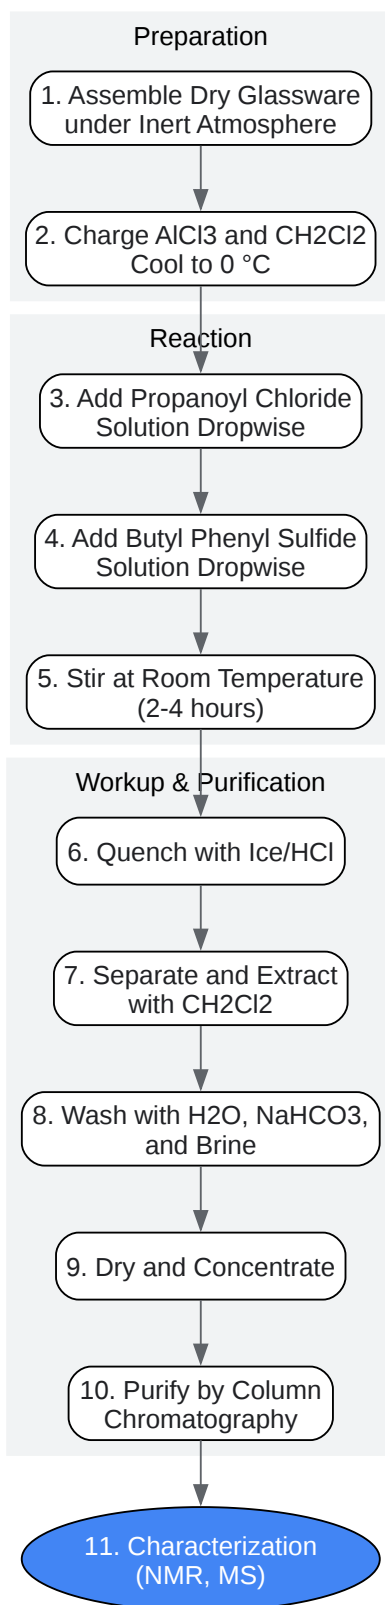 Preparation
1. Assemble Dry Glassware
under Inert Atmosphere
2. Charge AlCl3 and CH2Cl2
Cool to 0 °C
Reaction
3. Add Propanoyl Chloride
Solution Dropwise
4. Add Butyl Phenyl Sulfide
Solution Dropwise
5. Stir at Room Temperature
(2-4 hours)
Workup & Purification
6. Quench with Ice/HCl
7. Separate and Extract
with CH2Cl2
8. Wash with H2O, NaHCO3,
and Brine
9. Dry and Concentrate
10. Purify by Column
Chromatography
11. Characterization
(NMR, MS)